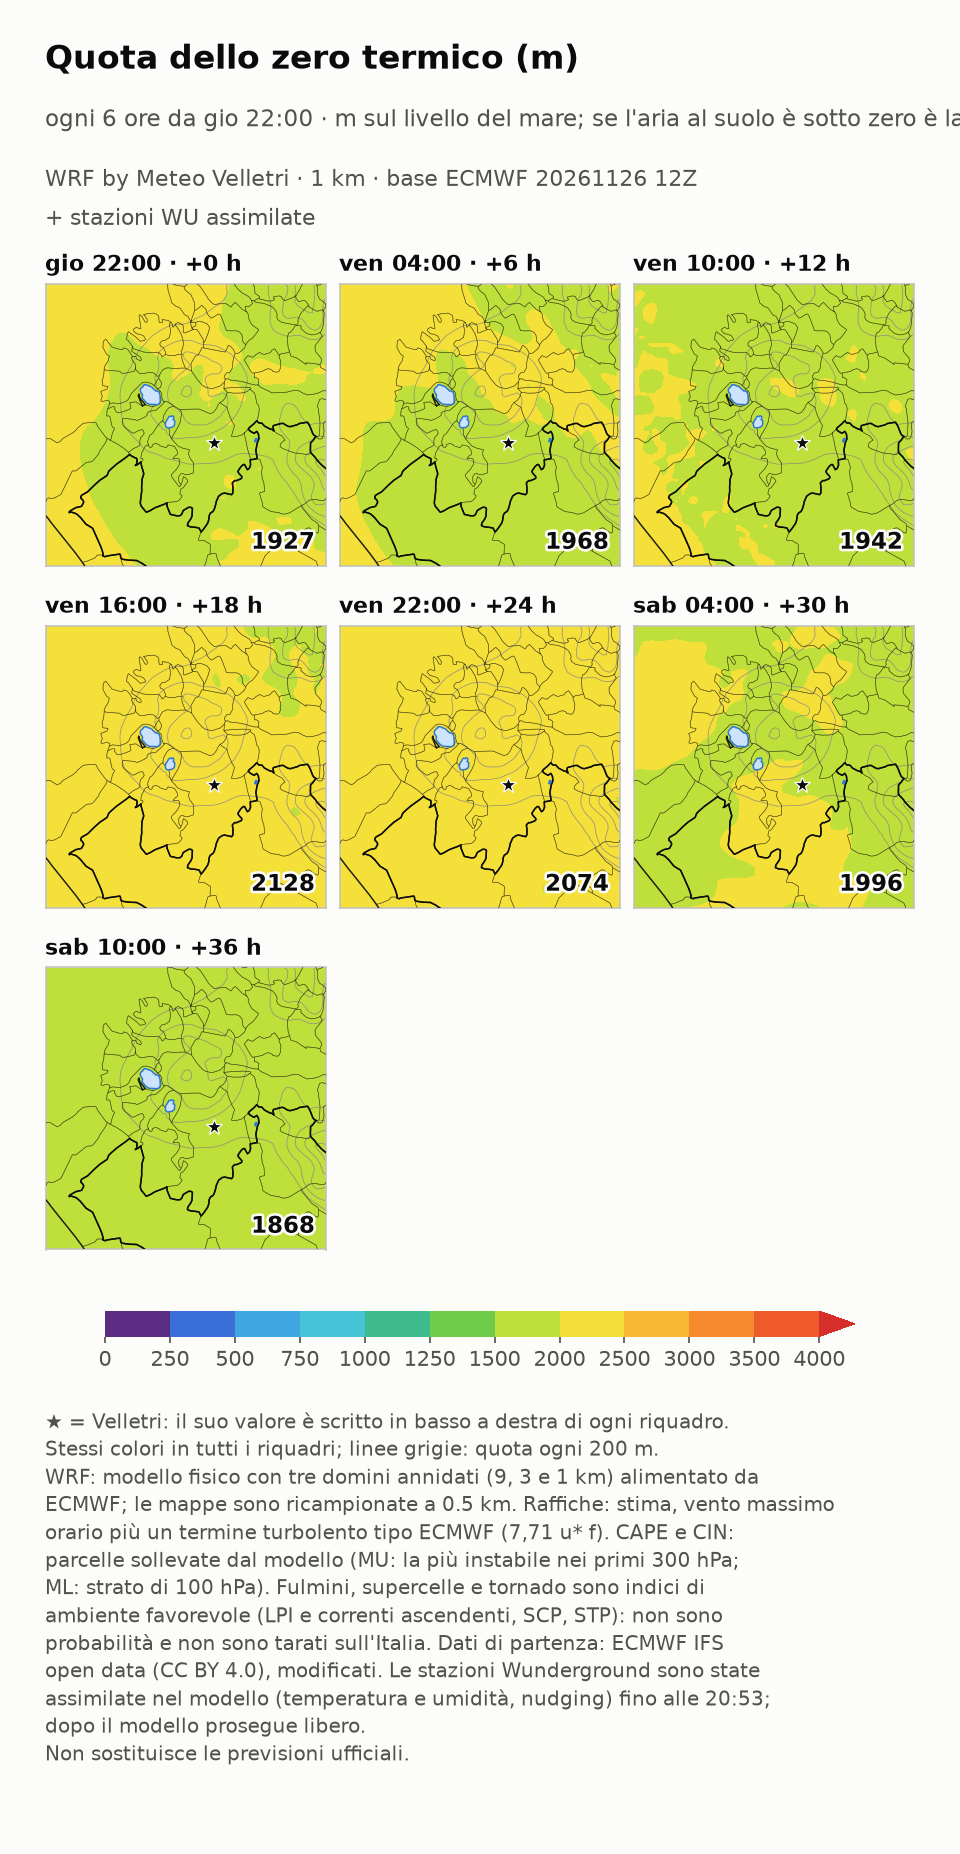 Quota dello zero termico (m)
ogni 6 ore da gio 22:00 · m sul livello del mare; se l'aria al suolo è sotto zero è la
WRF by Meteo Velletri · 1 km · base ECMWF 20261126 12Z
+ stazioni WU assimilate
gio 22:00 · +0 h
ven 04:00 · +6 h
ven 10:00 · +12 h
1927
1968
1942
ven 16:00 · +18 h
ven 22:00 · +24 h
sab 04:00 · +30 h
2128
2074
1996
sab 10:00 · +36 h
1868
0 250 500 750 1000 1250 1500 2000 2500 3000 3500 4000
★ = Velletri: il suo valore è scritto in basso a destra di ogni riquadro.
Stessi colori in tutti i riquadri; linee grigie: quota ogni 200 m.
WRF: modello fisico con tre domini annidati (9, 3 e 1 km) alimentato da
ECMWF; le mappe sono ricampionate a 0.5 km. Raffiche: stima, vento massimo
orario più un termine turbolento tipo ECMWF (7,71 u* f). CAPE e CIN:
parcelle sollevate dal modello (MU: la più instabile nei primi 300 hPa;
ML: strato di 100 hPa). Fulmini, supercelle e tornado sono indici di
ambiente favorevole (LPI e correnti ascendenti, SCP, STP): non sono
probabilità e non sono tarati sull'Italia. Dati di partenza: ECMWF IFS
open data (CC BY 4.0), modificati. Le stazioni Wunderground sono state
assimilate nel modello (temperatura e umidità, nudging) fino alle 20:53;
dopo il modello prosegue libero.
Non sostituisce le previsioni ufficiali.